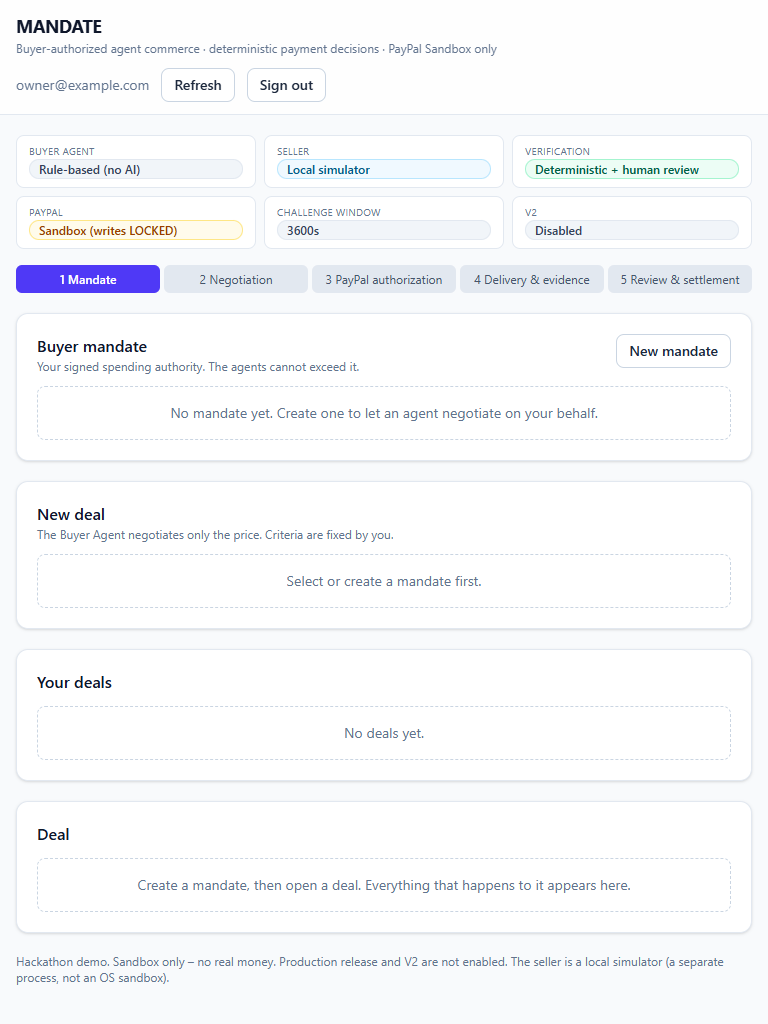 MANDATE
Buyer-authorized agent commerce · deterministic payment decisions · PayPal Sandbox only
owner@example.com Refresh Sign out
BUYER AGENT
Rule-based (no AI)
SELLER
Local simulator
VERIFICATION
Deterministic + human review
PAYPAL
Sandbox (writes LOCKED)
CHALLENGE WINDOW
3600s
V2
Disabled
1 Mandate 2 Negotiation 3 PayPal authorization 4 Delivery & evidence 5 Review & settlement
Buyer mandate
Your signed spending authority. The agents cannot exceed it.
New mandate
No mandate yet. Create one to let an agent negotiate on your behalf.
New deal
The Buyer Agent negotiates only the price. Criteria are fixed by you.
Select or create a mandate first.
Your deals
No deals yet.
Deal
Create a mandate, then open a deal. Everything that happens to it appears here.
Hackathon demo. Sandbox only – no real money. Production release and V2 are not enabled. The seller is a local simulator (a separate
process, not an OS sandbox).